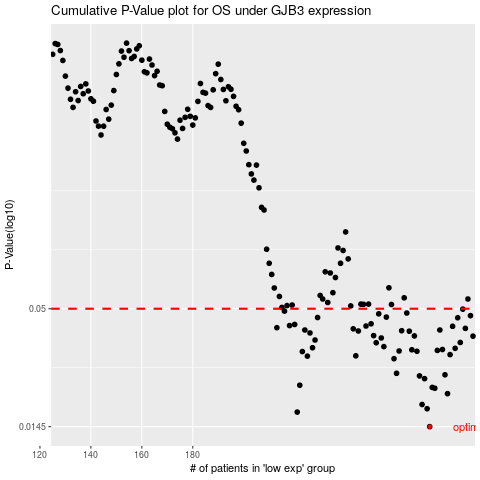 Cumulative P-Value plot for OS under GJB3 expression
P-Value(log10)
0.05
0.0145
optim
120 140 160 180
# of patients in 'low exp' group